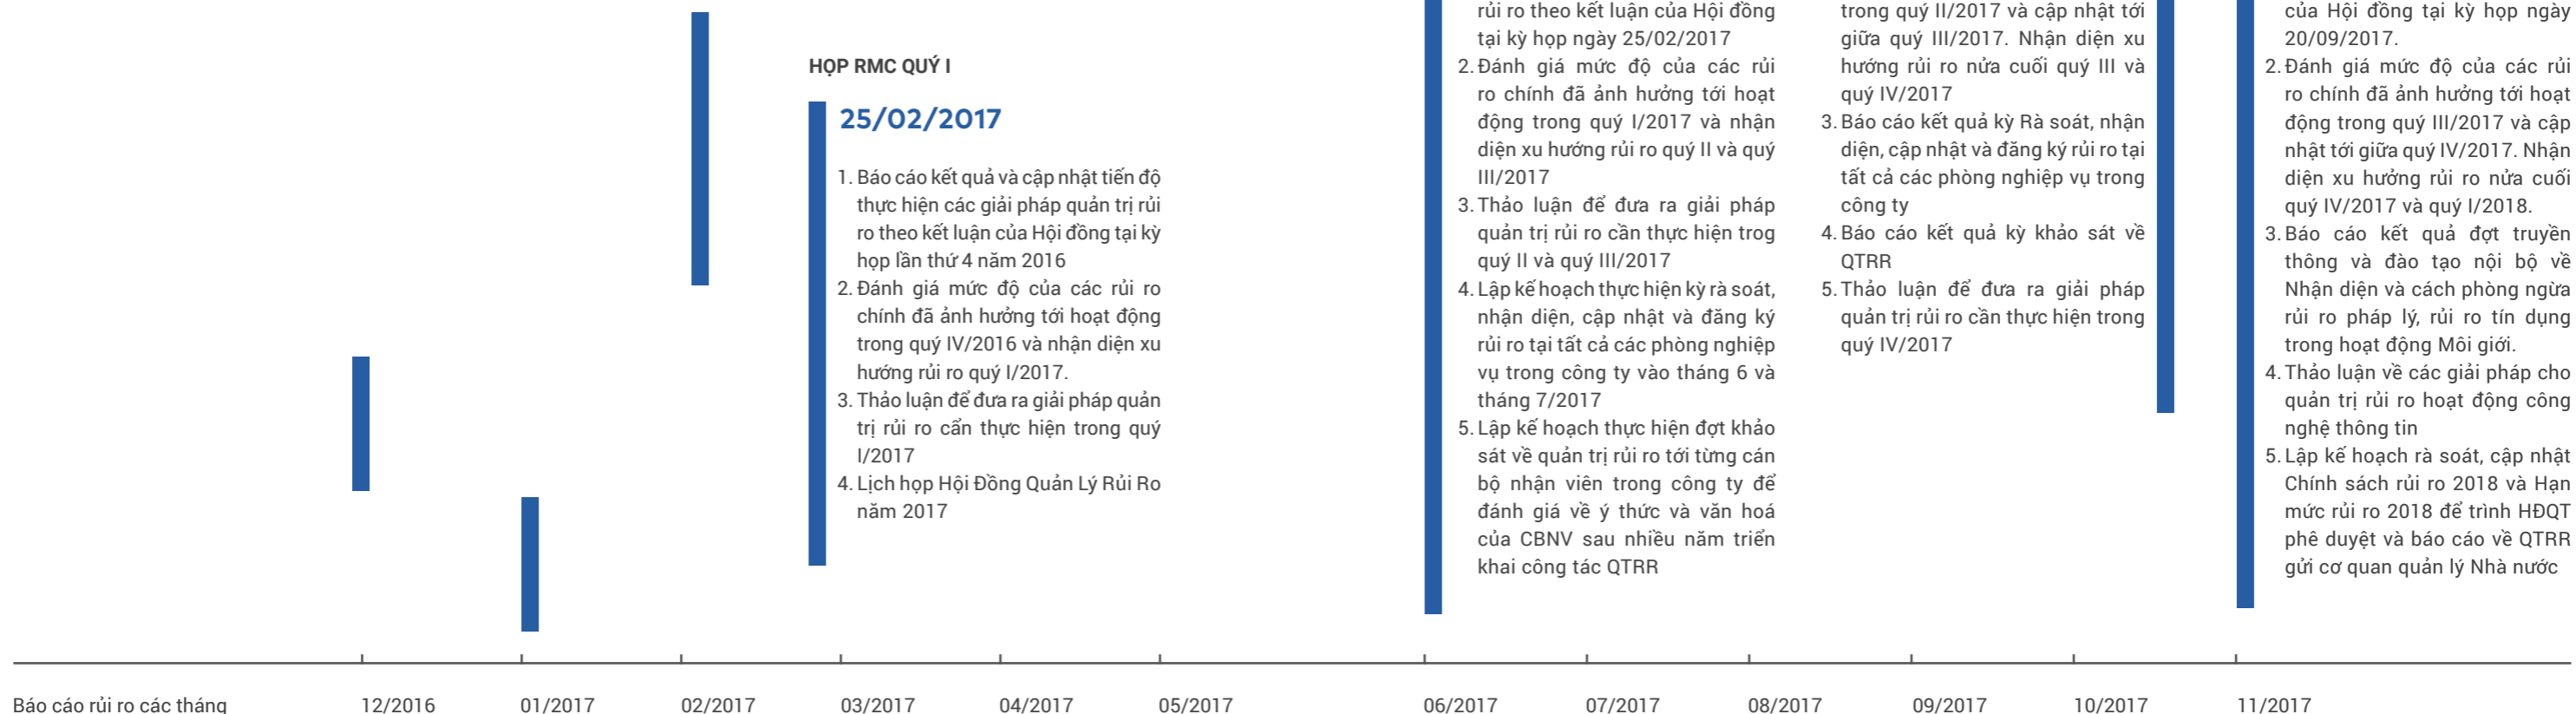 HỌP RMC QUÝ I
25/02/2017
1. Báo cáo kết quả và cập nhật tiến độ
thực hiện các giải pháp quản trị rủi
ro theo kết luận của Hội đồng tại kỳ
họp lần thứ 4 năm 2016
2. Đánh giá mức độ của các rủi ro
chính đã ảnh hưởng tới hoạt động
trong quý IV/2016 và nhận diện xu
hướng rủi ro quý I/2017.
3. Thảo luận để đưa ra giải pháp quản
trị rủi ro cẩn thực hiện trong quý
I/2017
4. Lịch họp Hội Đồng Quản Lý Rủi Ro
năm 2017
rủi ro theo kết luận của Hội đồng
tại kỳ họp ngày 25/02/2017
2. Đánh giá mức độ của các rủi
ro chính đã ảnh hưởng tới hoạt
động trong quý I/2017 và nhận
diện xu hướng rủi ro quý II và quý
III/2017
3. Thảo luận để đưa ra giải pháp
quản trị rủi ro cần thực hiện trog
quý II và quý III/2017
4. Lập kế hoạch thực hiện kỳ rà soát,
nhận diện, cập nhật và đăng ký
rủi ro tại tất cả các phòng nghiệp
vụ trong công ty vào tháng 6 và
tháng 7/2017
5. Lập kế hoạch thực hiện đợt khảo
sát về quản trị rủi ro tới từng cán
bộ nhân viên trong công ty để
đánh giá về ý thức và văn hoá
của CBNV sau nhiều năm triển
khai công tác QTRR
trong quý II/2017 và cập nhật tới
giữa quý III/2017. Nhận diện xu
hướng rủi ro nửa cuối quý III và
quý IV/2017
3. Báo cáo kết quả kỳ Rà soát, nhận
diện, cập nhật và đăng ký rủi ro tại
tất cả các phòng nghiệp vụ trong
công ty
4. Báo cáo kết quả kỳ khảo sát về
QTRR
5. Thảo luận để đưa ra giải pháp
quản trị rủi ro cần thực hiện trong
quý IV/2017
của Hội đồng tại kỳ họp ngày
20/09/2017.
2. Đánh giá mức độ của các rủi
ro chính đã ảnh hưởng tới hoạt
động trong quý III/2017 và cập
nhật tới giữa quý IV/2017. Nhận
diện xu hướng rủi ro nửa cuối
quý IV/2017 và quý I/2018.
3. Báo cáo kết quả đợt truyền
thông và đào tạo nội bộ về
Nhận diện và cách phòng ngừa
rủi ro pháp lý, rủi ro tín dụng
trong hoạt động Môi giới.
4. Thảo luận về các giải pháp cho
quản trị rủi ro hoạt động công
nghệ thông tin
5. Lập kế hoạch rà soát, cập nhật
Chính sách rủi ro 2018 và Hạn
mức rủi ro 2018 để trình HĐQT
phê duyệt và báo cáo về QTRR
gửi cơ quan quản lý Nhà nước
Báo cáo rủi ro các tháng
12/2016
01/2017
02/2017
03/2017
04/2017
05/2017
06/2017
07/2017
08/2017
09/2017
10/2017
11/2017